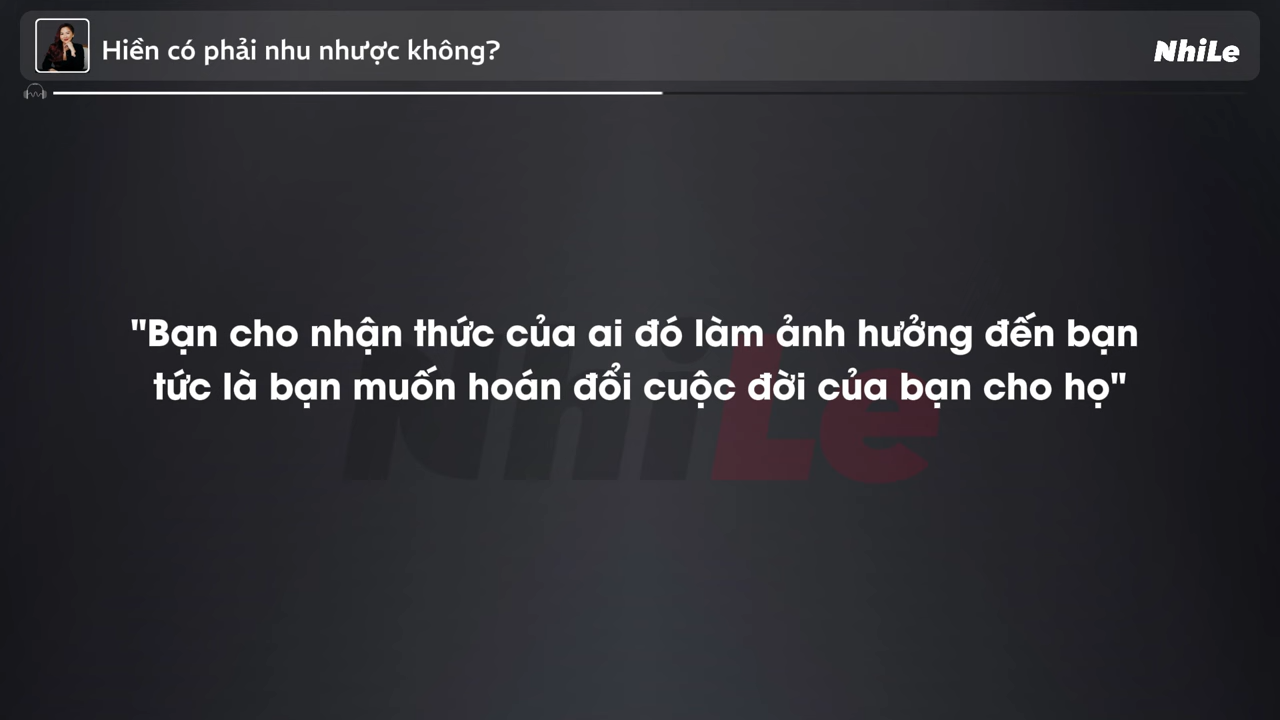 Hiền có phải nhu nhược không?
NhiLe
"Bạn cho nhận thức của ai đó làm ảnh hưởng đến bạn
tức là bạn muốn hoán đổi cuộc đời của bạn cho họ"
NhiLe